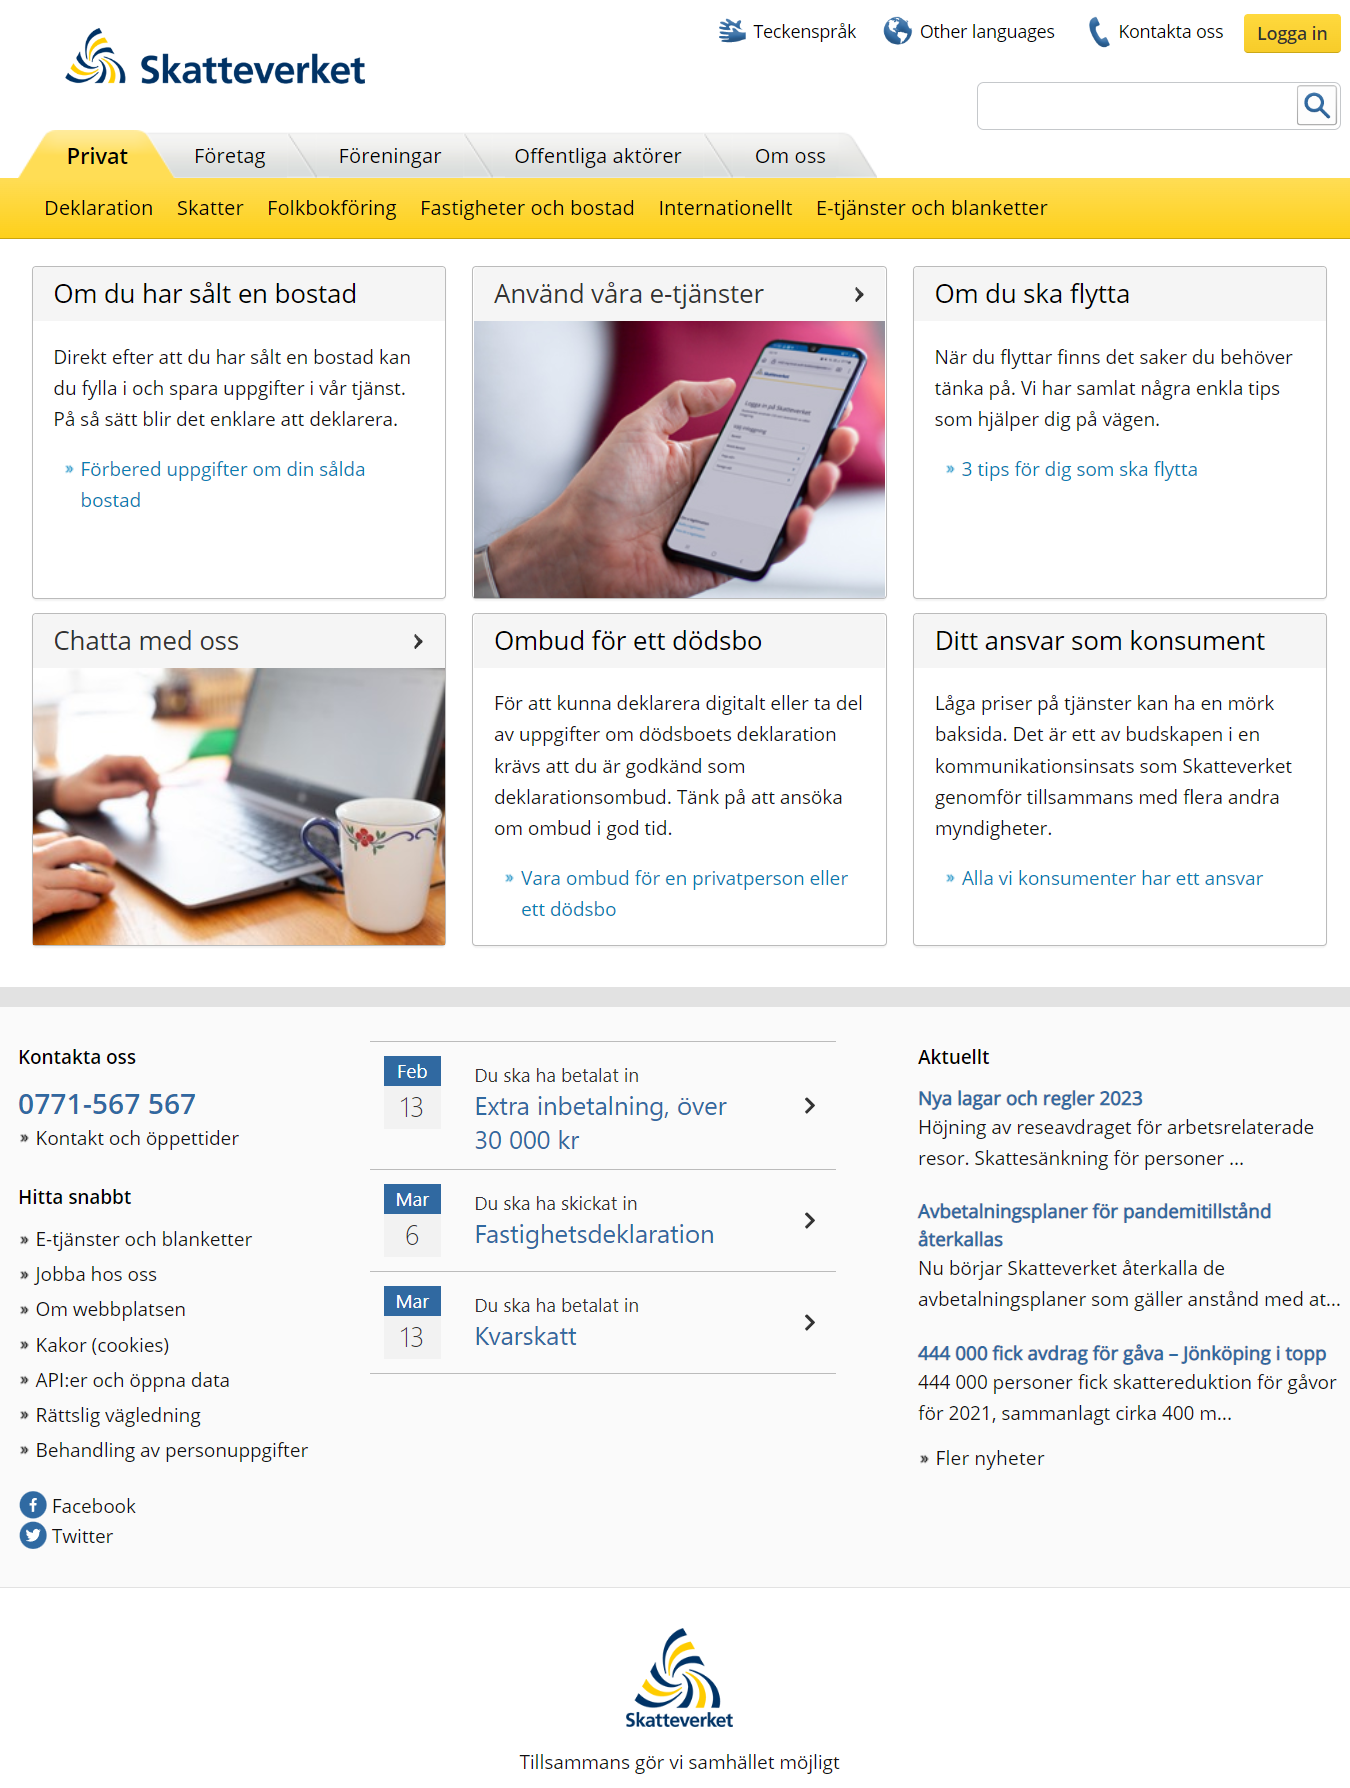 Teckenspråk
Other languages
Kontakta oss
Logga in
Skatteverket
Privat
Företag
Föreningar
Offentliga aktörer
Om oss
Deklaration
Skatter
Folkbokföring
Fastigheter och bostad
Internationellt
E-tjänster och blanketter
Om du har sålt en bostad
Direkt efter att du har sålt en bostad kan
du fylla i och spara uppgifter i vår tjänst.
På så sätt blir det enklare att deklarera.
» Förbered uppgifter om din sålda
bostad
Använd våra e-tjänster
Skatteverket
Logga in på Skatteverket
Om du ska flytta
När du flyttar finns det saker du behöver
tänka på. Vi har samlat några enkla tips
som hjälper dig på vägen.
» 3 tips för dig som ska flytta
Chatta med oss
Ombud för ett dödsbo
För att kunna deklarera digitalt eller ta del
av uppgifter om dödsboets deklaration
krävs att du är godkänd som
deklarationsombud. Tänk på att ansöka
om ombud i god tid.
» Vara ombud för en privatperson eller
ett dödsbo
Ditt ansvar som konsument
Låga priser på tjänster kan ha en mörk
baksida. Det är ett av budskapen i en
kommunikationsinsats som Skatteverket
genomför tillsammans med flera andra
myndigheter.
» Alla vi konsumenter har ett ansvar
Kontakta oss
0771-567 567
» Kontakt och öppettider
Hitta snabbt
» E-tjänster och blanketter
» Jobba hos oss
» Om webbplatsen
» Kakor (cookies)
» API:er och öppna data
» Rättslig vägledning
» Behandling av personuppgifter
Facebook
Twitter
Feb
13
Du ska ha betalat in
Extra inbetalning, över
30 000 kr
Mar
6
Du ska ha skickat in
Fastighetsdeklaration
Mar
13
Du ska ha betalat in
Kvarskatt
Aktuellt
Nya lagar och regler 2023
Höjning av reseavdraget för arbetsrelaterade
resor. Skattesänkning för personer ...
Avbetalningsplaner för pandemitillstånd
återkallas
Nu börjar Skatteverket återkalla de
avbetalningsplaner som gäller anstånd med at...
444 000 fick avdrag för gåva – Jönköping i topp
444 000 personer fick skattereduktion för gåvor
för 2021, sammanlagt cirka 400 m...
» Fler nyheter
Skatteverket
Tillsammans gör vi samhället möjligt